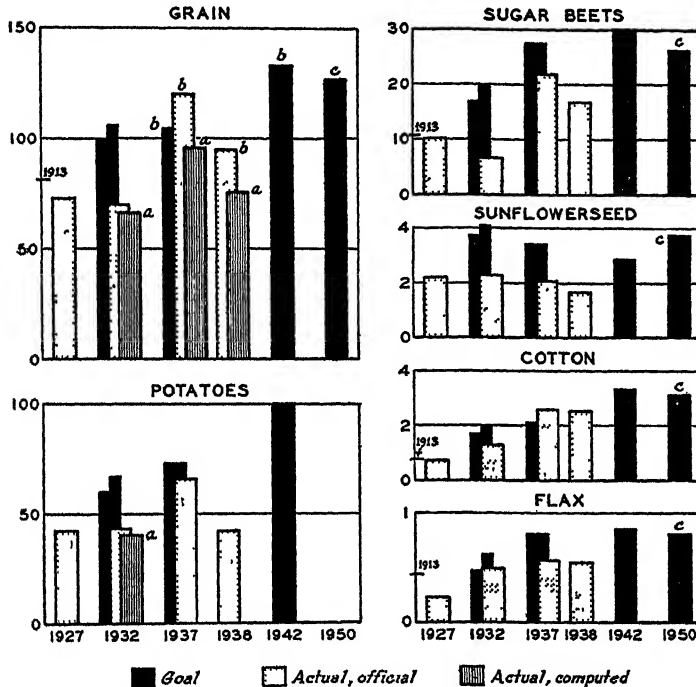 GRAIN
150
100
50
0
1913
a
b
b
a
b
a
b
c
POTATOES
100
50
0
a
1927 1932 1937 1938 1942 1950
SUGAR BEETS
30
20
10
0
1913
c
SUNFLOWERSEED
4
2
0
c
COTTON
4
2
0
1913
c
FLAX
1
0
1913
c
1927 1932 1937 1938 1942 1950
Goal Actual, official Actual, computed